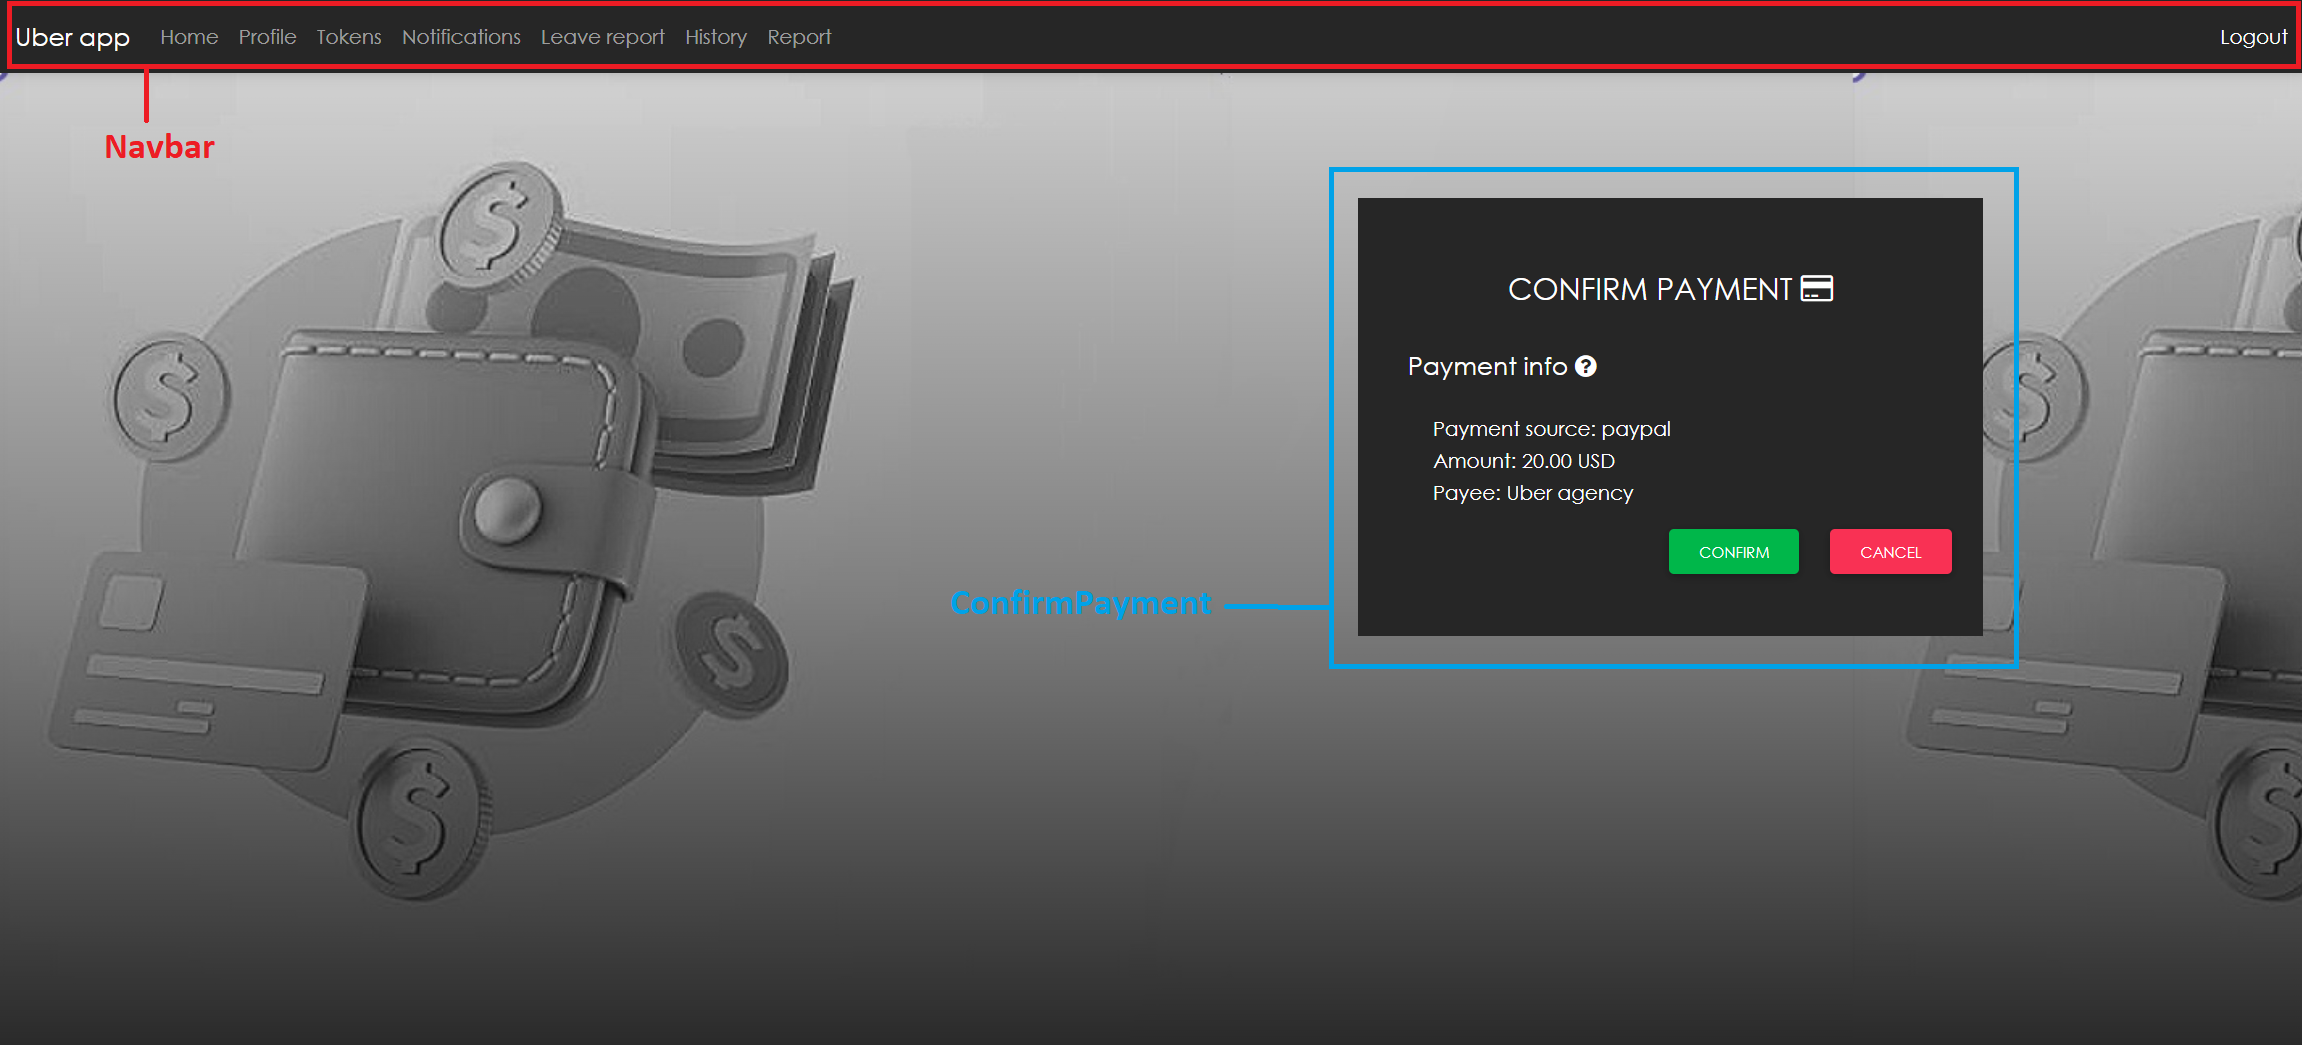 Uber app Home Profile Tokens Notifications Leave report History Report Logout
Navbar
CONFIRM PAYMENT
Payment info
Payment source: paypal
Amount: 20.00 USD
Payee: Uber agency
CONFIRM CANCEL
ConfirmPayment